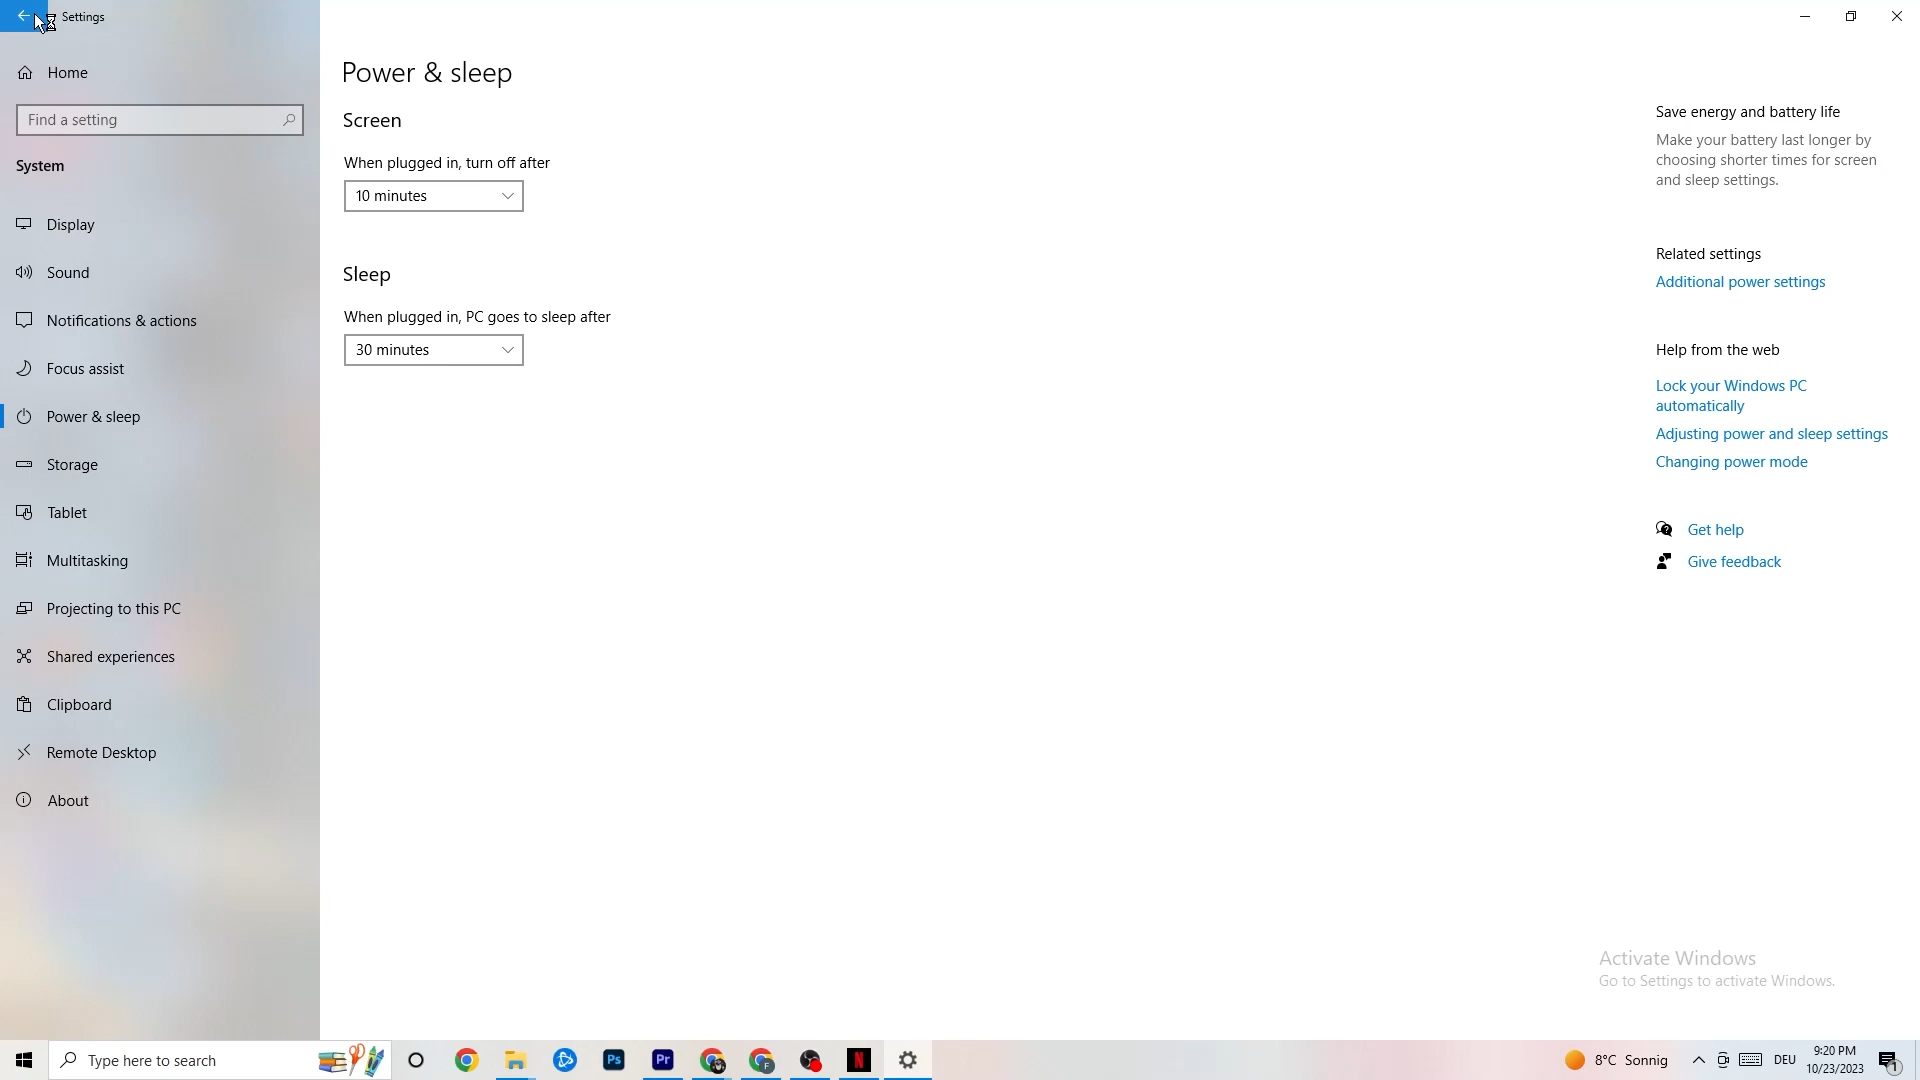 Settings
Home
Find a setting
System
Display
Sound
Notifications & actions
Focus assist
Power & sleep
Storage
Tablet
Multitasking
Projecting to this PC
Shared experiences
Clipboard
Remote Desktop
About
Power & sleep
Screen
When plugged in, turn off after
10 minutes
Sleep
When plugged in, PC goes to sleep after
30 minutes
Save energy and battery life
Make your battery last longer by
choosing shorter times for screen
and sleep settings.
Related settings
Additional power settings
Help from the web
Lock your Windows PC
automatically
Adjusting power and sleep settings
Changing power mode
Get help
Give feedback
Activate Windows
Go to Settings to activate Windows.
Type here to search
Ps
Pr
F
N
8°C Sonnig
DEU
9:20 PM
10/23/2023
1